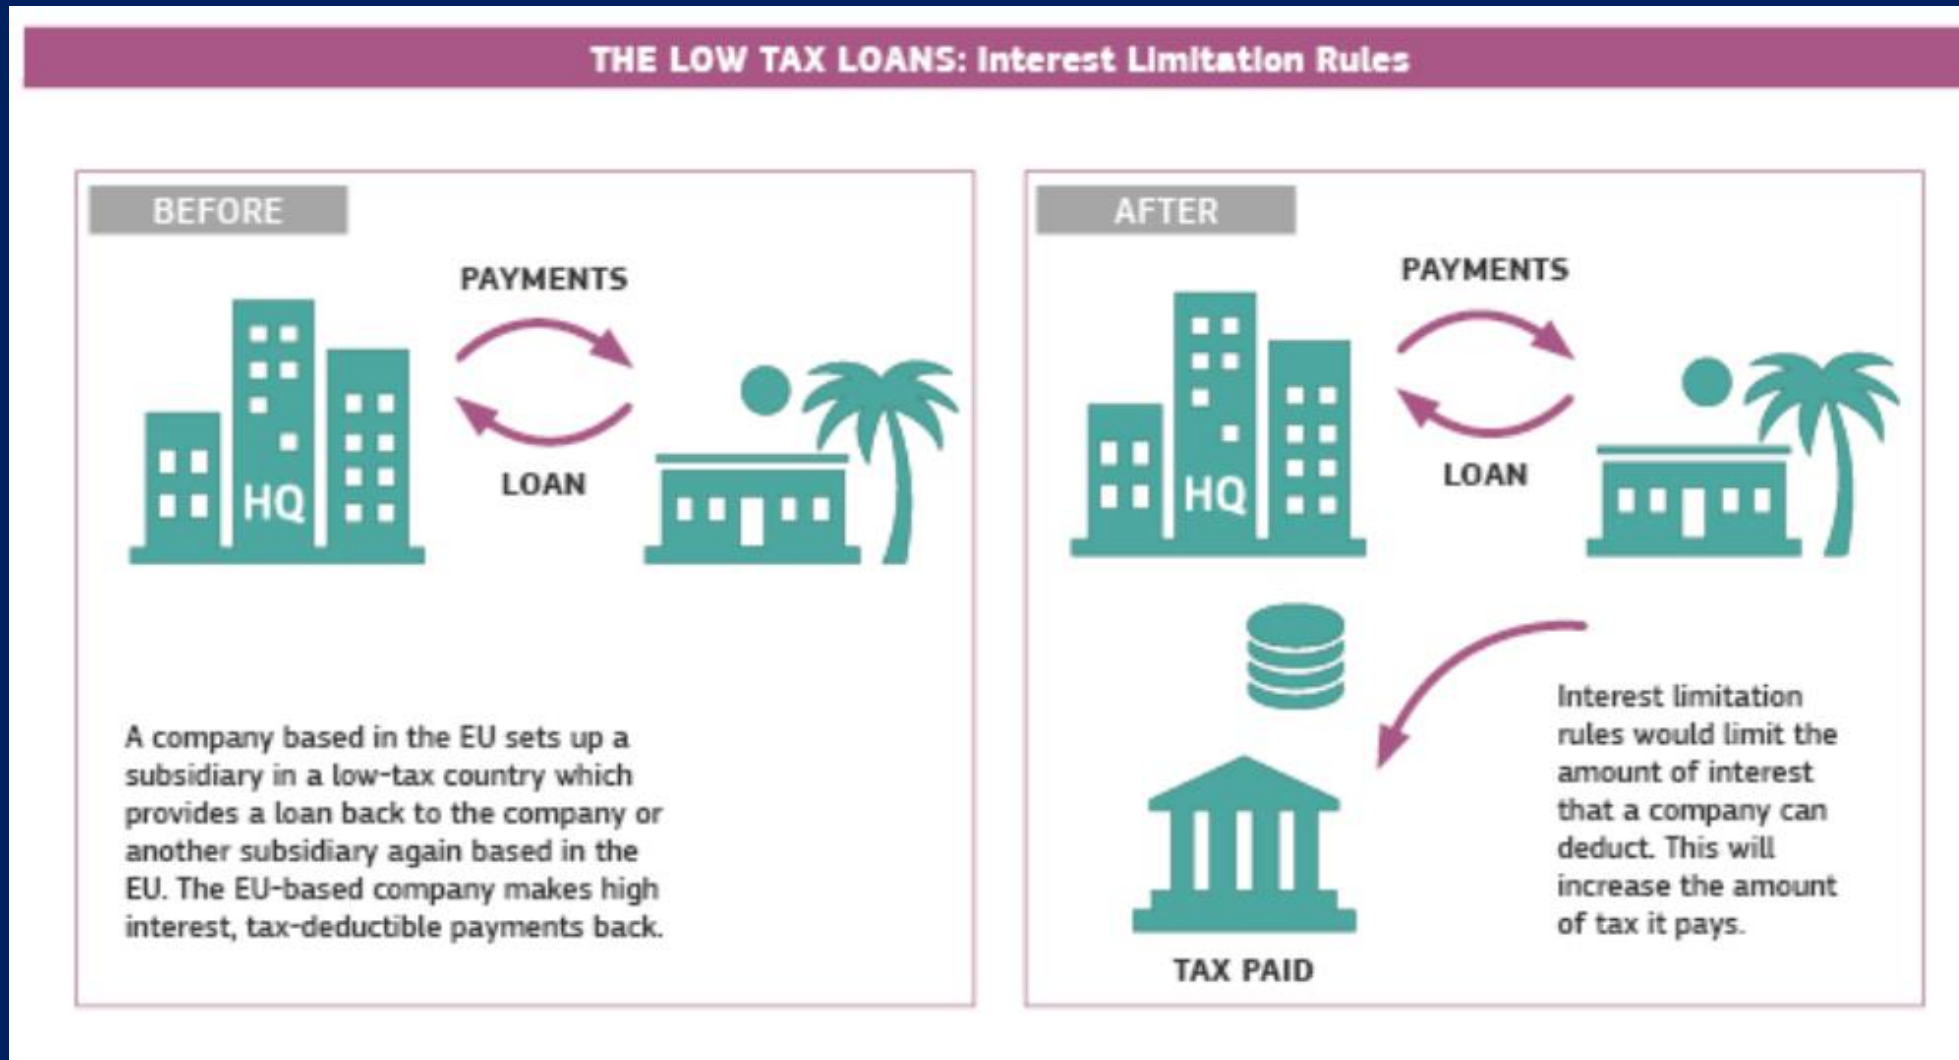 THE LOW TAX LOANS: Interest Limitation Rules
BEFORE
PAYMENTS
LOAN
HQ
A company based in the EU sets up a
subsidiary in a low-tax country which
provides a loan back to the company or
another subsidiary again based in the
EU. The EU-based company makes high
interest, tax-deductible payments back.
AFTER
PAYMENTS
LOAN
HQ
Interest limitation
rules would limit the
amount of interest
that a company can
deduct. This will
increase the amount
of tax it pays.
TAX PAID